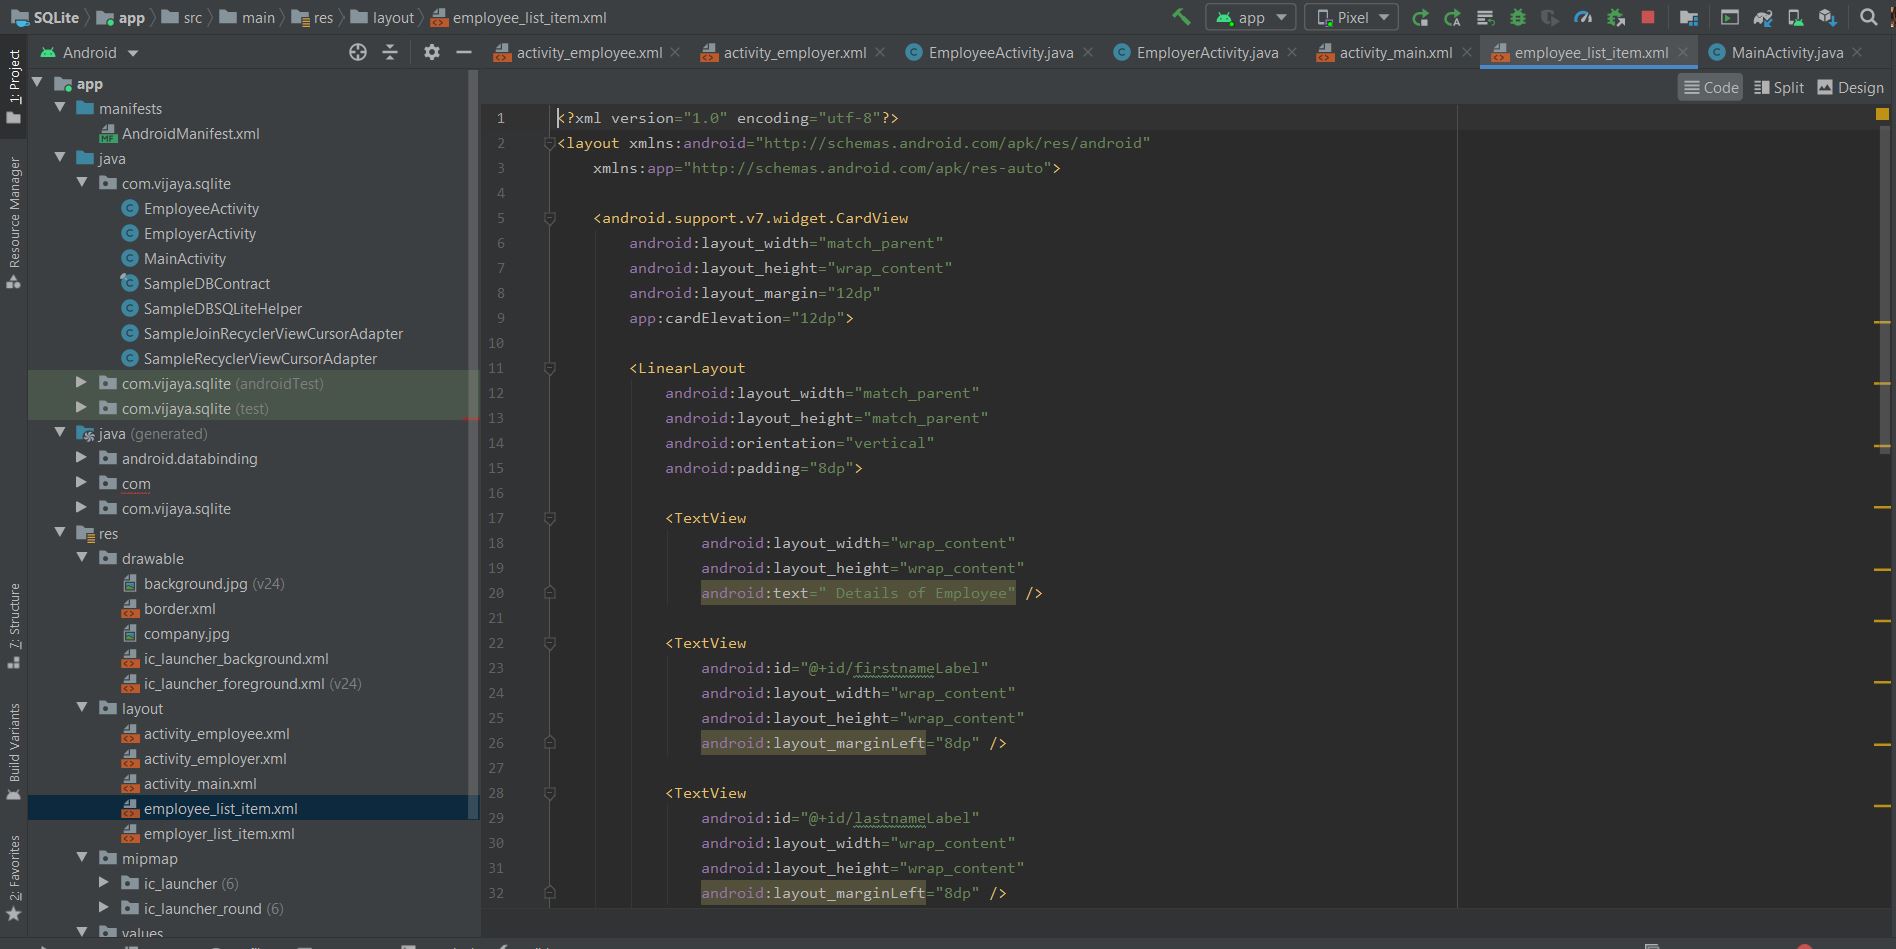 SQLite app src main res layout employee_list_item.xml app Pixel
Android
activity_employee.xml activity_employer.xml EmployeeActivity.java EmployerActivity.java activity_main.xml employee_list_item.xml MainActivity.java
Code Split Design
1: Project
Resource Manager
7: Structure
Build Variants
2: Favorites
app
manifests
AndroidManifest.xml
java
com.vijaya.sqlite
EmployeeActivity
EmployerActivity
MainActivity
SampleDBContract
SampleDBSQLiteHelper
SampleJoinRecyclerViewCursorAdapter
SampleRecyclerViewCursorAdapter
com.vijaya.sqlite (androidTest)
com.vijaya.sqlite (test)
java (generated)
android.databinding
com
com.vijaya.sqlite
res
drawable
background.jpg (v24)
border.xml
company.jpg
ic_launcher_background.xml
ic_launcher_foreground.xml (v24)
layout
activity_employee.xml
activity_employer.xml
activity_main.xml
employee_list_item.xml
employer_list_item.xml
mipmap
ic_launcher (6)
ic_launcher_round (6)
values
1 <?xml version="1.0" encoding="utf-8"?>
2 <layout xmlns:android="http://schemas.android.com/apk/res/android"
3 xmlns:app="http://schemas.android.com/apk/res-auto">
4
5 <android.support.v7.widget.CardView
6 android:layout_width="match_parent"
7 android:layout_height="wrap_content"
8 android:layout_margin="12dp"
9 app:cardElevation="12dp">
10
11 <LinearLayout
12 android:layout_width="match_parent"
13 android:layout_height="match_parent"
14 android:orientation="vertical"
15 android:padding="8dp">
16
17 <TextView
18 android:layout_width="wrap_content"
19 android:layout_height="wrap_content"
20 android:text=" Details of Employee" />
21
22 <TextView
23 android:id="@+id/firstnameLabel"
24 android:layout_width="wrap_content"
25 android:layout_height="wrap_content"
26 android:layout_marginLeft="8dp" />
27
28 <TextView
29 android:id="@+id/lastnameLabel"
30 android:layout_width="wrap_content"
31 android:layout_height="wrap_content"
32 android:layout_marginLeft="8dp" />